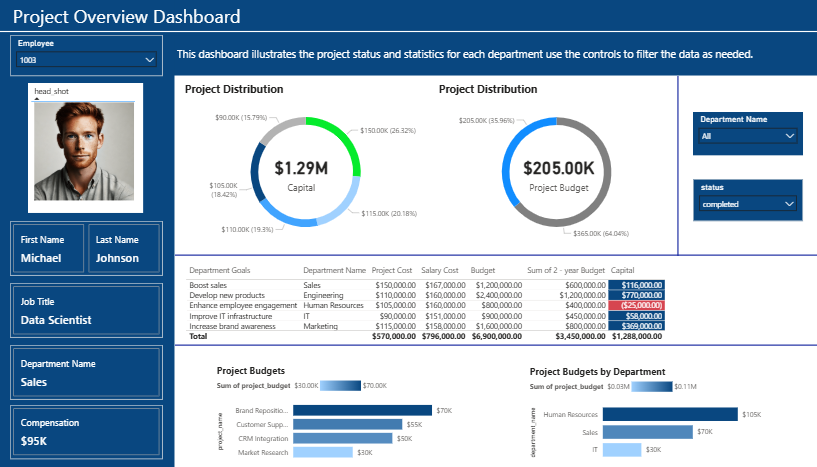 Project Overview Dashboard
Employee
1003
This dashboard illustrates the project status and statistics for each department use the controls to filter the data as needed.
head_shot
First Name
Michael
Last Name
Johnson
Job Title
Data Scientist
Department Name
Sales
Compensation
$95K
Project Distribution
$90.00K (15.79%)
$150.00K (26.32%)
$105.00K
(18.42%)
$1.29M
Capital
$115.00K (20.18%)
$110.00K (19.3%)
Project Distribution
$205.00K (35.96%)
$205.00K
Project Budget
$365.00K (64.04%)
Department Name
All
status
completed
Department Goals Department Name Project Cost Salary Cost Budget Sum of 2 - year Budget Capital
Boost sales Sales $150,000.00 $167,000.00 $1,200,000.00 $600,000.00 $116,000.00
Develop new products Engineering $110,000.00 $160,000.00 $2,400,000.00 $1,200,000.00 $770,000.00
Enhance employee engagement Human Resources $105,000.00 $160,000.00 $800,000.00 $400,000.00 ($25,000.00)
Improve IT infrastructure IT $90,000.00 $151,000.00 $900,000.00 $450,000.00 $58,000.00
Increase brand awareness Marketing $115,000.00 $158,000.00 $1,600,000.00 $800,000.00 $369,000.00
Total $570,000.00 $796,000.00 $6,900,000.00 $3,450,000.00 $1,288,000.00
Project Budgets
Sum of project_budget $30.00K $70.00K
project_name
Brand Repositio... $70K
Customer Supp... $55K
CRM Integration $50K
Market Research $30K
Project Budgets by Department
Sum of project_budget $0.03M $0.11M
department_name
Human Resources $105K
Sales $70K
IT $30K